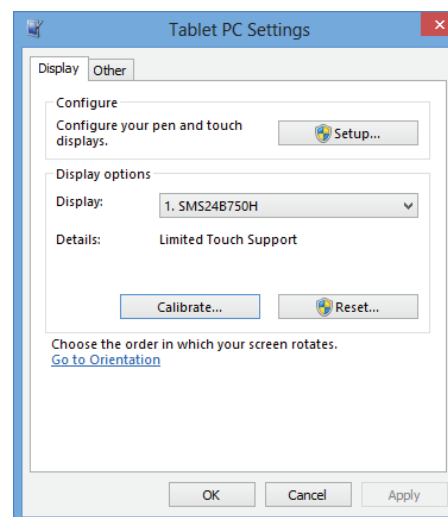 Tablet PC Settings
Display Other
Configure
Configure your pen and touch
displays.
Setup...
Display options
Display: 1. SMS24B750H
Details: Limited Touch Support
Calibrate... Reset...
Choose the order in which your screen rotates.
Go to Orientation
OK Cancel Apply